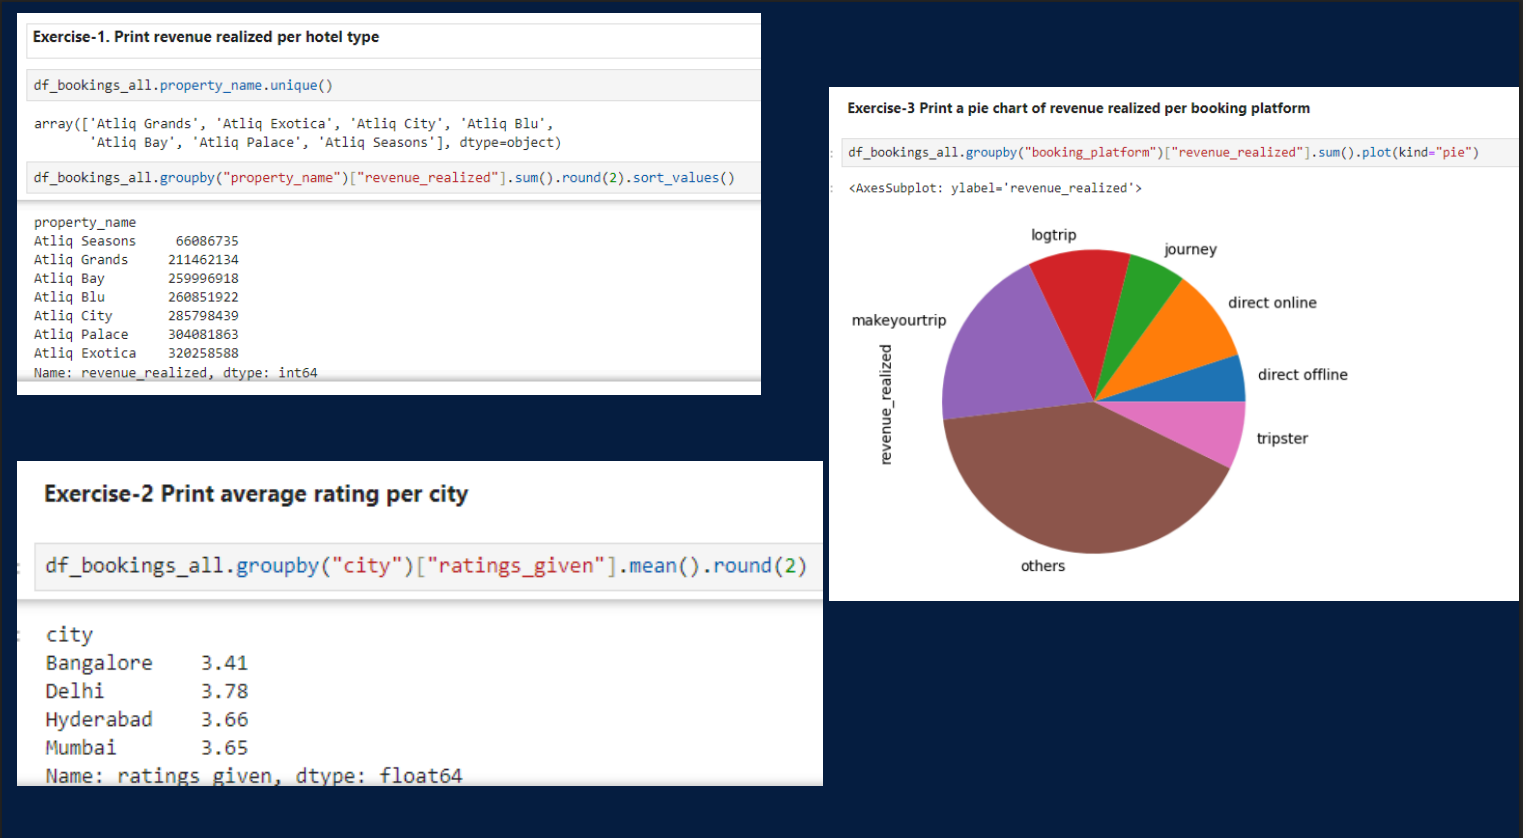 Exercise-1. Print revenue realized per hotel type
df_bookings_all.property_name.unique()
array(['Atliq Grands', 'Atliq Exotica', 'Atliq City', 'Atliq Blu',
'Atliq Bay', 'Atliq Palace', 'Atliq Seasons'], dtype=object)
df_bookings_all.groupby("property_name")["revenue_realized"].sum().round(2).sort_values()
property_name
Atliq Seasons 66086735
Atliq Grands 211462134
Atliq Bay 259996918
Atliq Blu 260851922
Atliq City 285798439
Atliq Palace 304081863
Atliq Exotica 320258588
Name: revenue_realized, dtype: int64
Exercise-2 Print average rating per city
df_bookings_all.groupby("city")["ratings_given"].mean().round(2)
city
Bangalore 3.41
Delhi 3.78
Hyderabad 3.66
Mumbai 3.65
Name: ratings_given, dtype: float64
Exercise-3 Print a pie chart of revenue realized per booking platform
df_bookings_all.groupby("booking_platform")["revenue_realized"].sum().plot(kind="pie")
<AxesSubplot: ylabel='revenue_realized'>
logtrip
journey
direct online
makeyourtrip
revenue_realized
direct offline
tripster
others